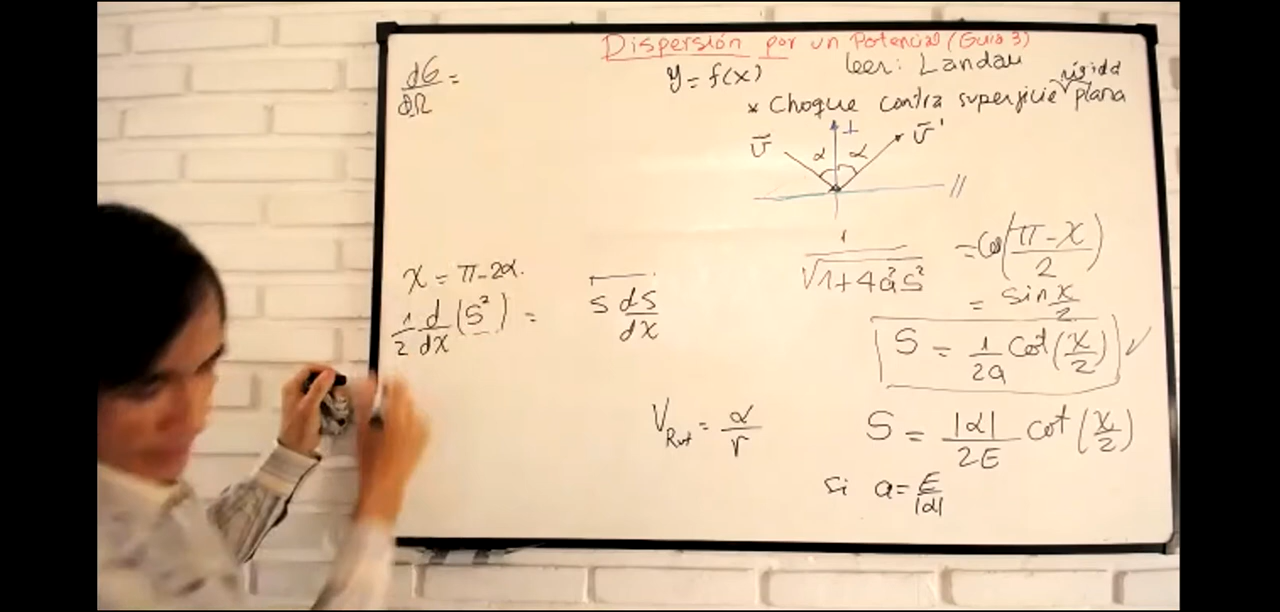 Dispersión por un Potencial (Guia 3)
dσ/dΩ =
y = f(x)
leer: Landau
* Choque contra superficie rígida plana
v̄ α α ⊥ v̄' //
χ = π - 2α.
1/√(1+4a²s²) = cos((π-χ)/2)
= sin χ/2
1/2 d/dχ (S²) = s ds/dχ
S = 1/2a cot(χ/2) ✓
V_Rut = α/r
S = |α|/2E cot(χ/2)
si a = E/|α|